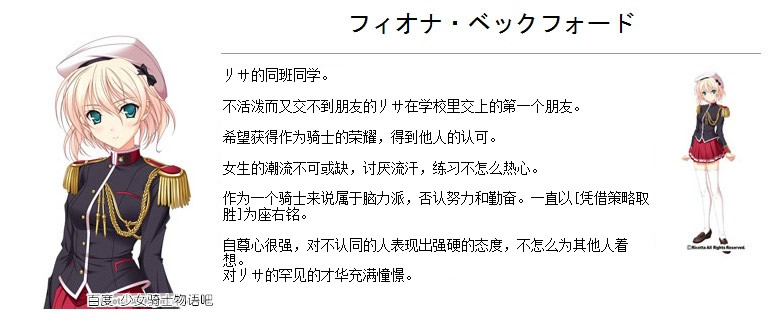 フィオナ・ベックフォード
リサ的同班同学。
不活泼而又交不到朋友的リサ在学校里交上的第一个朋友。
希望获得作为骑士的荣耀，得到他人的认可。
女生的潮流不可或缺，讨厌流汗，练习不怎么热心。
作为一个骑士来说属于脑力派，否认努力和勤奋。一直以[凭借策略取
胜]为座右铭。
自尊心很强，对不认同的人表现出强硬的态度，不怎么为其他人着
想。
对リサ的罕见的才华充满憧憬。
©Ricotta All Rights Reserved.
百度:少女骑士物语吧